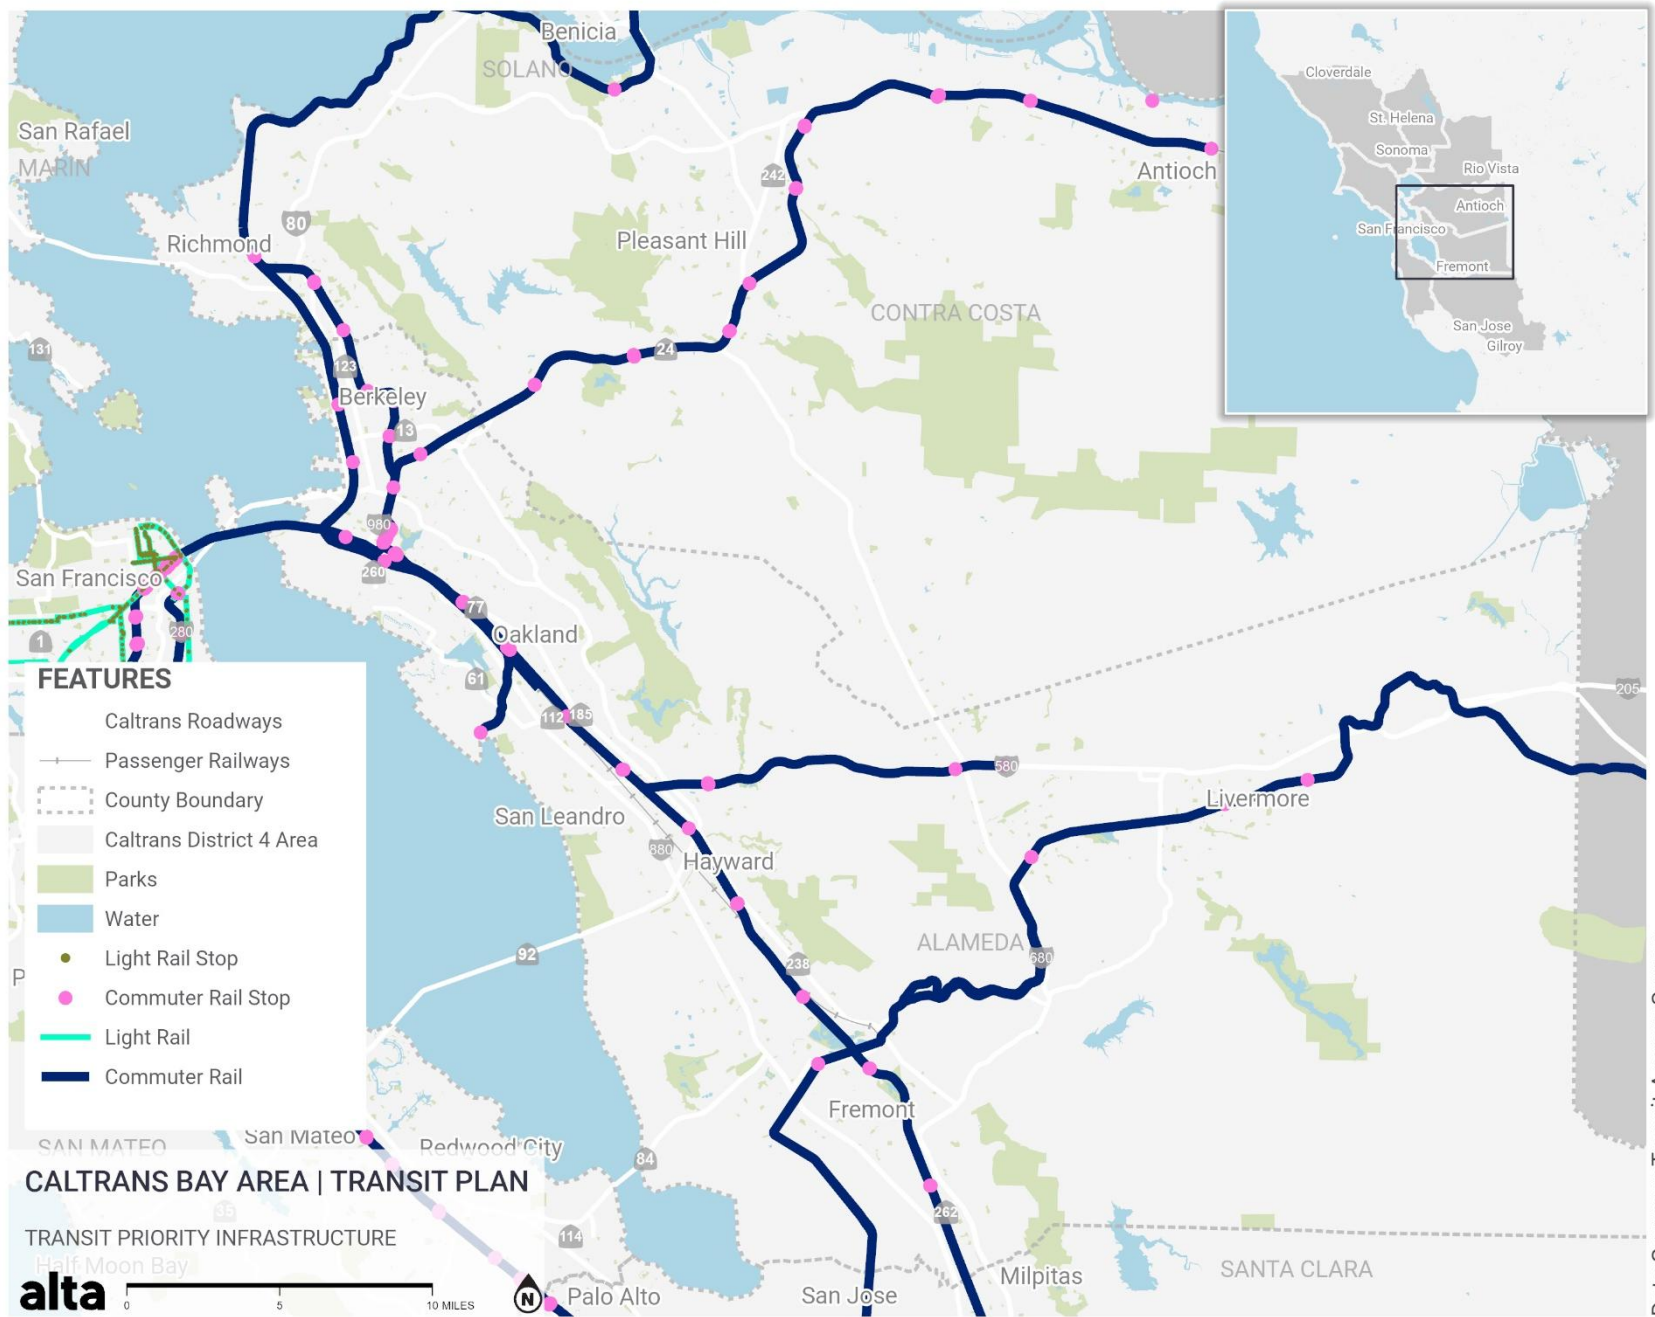 Benicia
SOLANO
San Rafael
MARIN
Antioch
242
80
Richmond
Pleasant Hill
CONTRA COSTA
131
24
123
Berkeley
13
980
260
San Francisco
77
Oakland
1
280
61
112
185
205
580
San Leandro
Livermore
880
Hayward
ALAMEDA
92
238
680
P
Fremont
SAN MATEO
San Mateo
Redwood City
84
35
262
114
Half Moon Bay
Palo Alto
San Jose
Milpitas
SANTA CLARA
Cloverdale
St. Helena
Sonoma
Rio Vista
Antioch
San Francisco
Fremont
San Jose
Gilroy
FEATURES
Caltrans Roadways
Passenger Railways
County Boundary
Caltrans District 4 Area
Parks
Water
Light Rail Stop
Commuter Rail Stop
Light Rail
Commuter Rail
CALTRANS BAY AREA | TRANSIT PLAN
TRANSIT PRIORITY INFRASTRUCTURE
alta
0 5 10 MILES
N